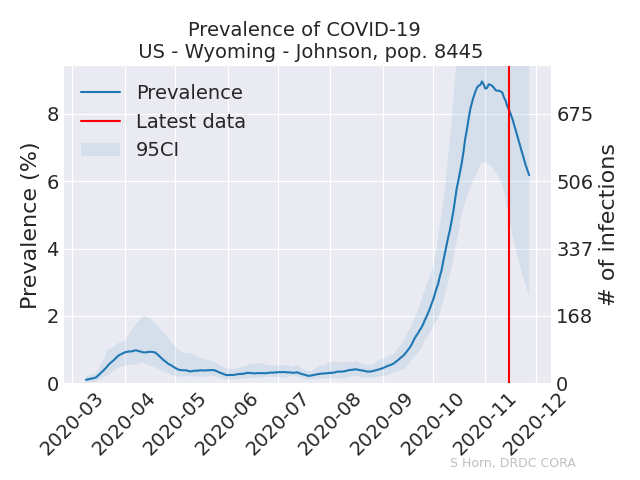 Prevalence of COVID-19
US - Wyoming - Johnson, pop. 8445
Prevalence
Latest data
95CI
Prevalence (%)
8
6
4
2
0
675
506
337
168
0
# of infections
2020-03
2020-04
2020-05
2020-06
2020-07
2020-08
2020-09
2020-10
2020-11
2020-12
S Horn, DRDC CORA